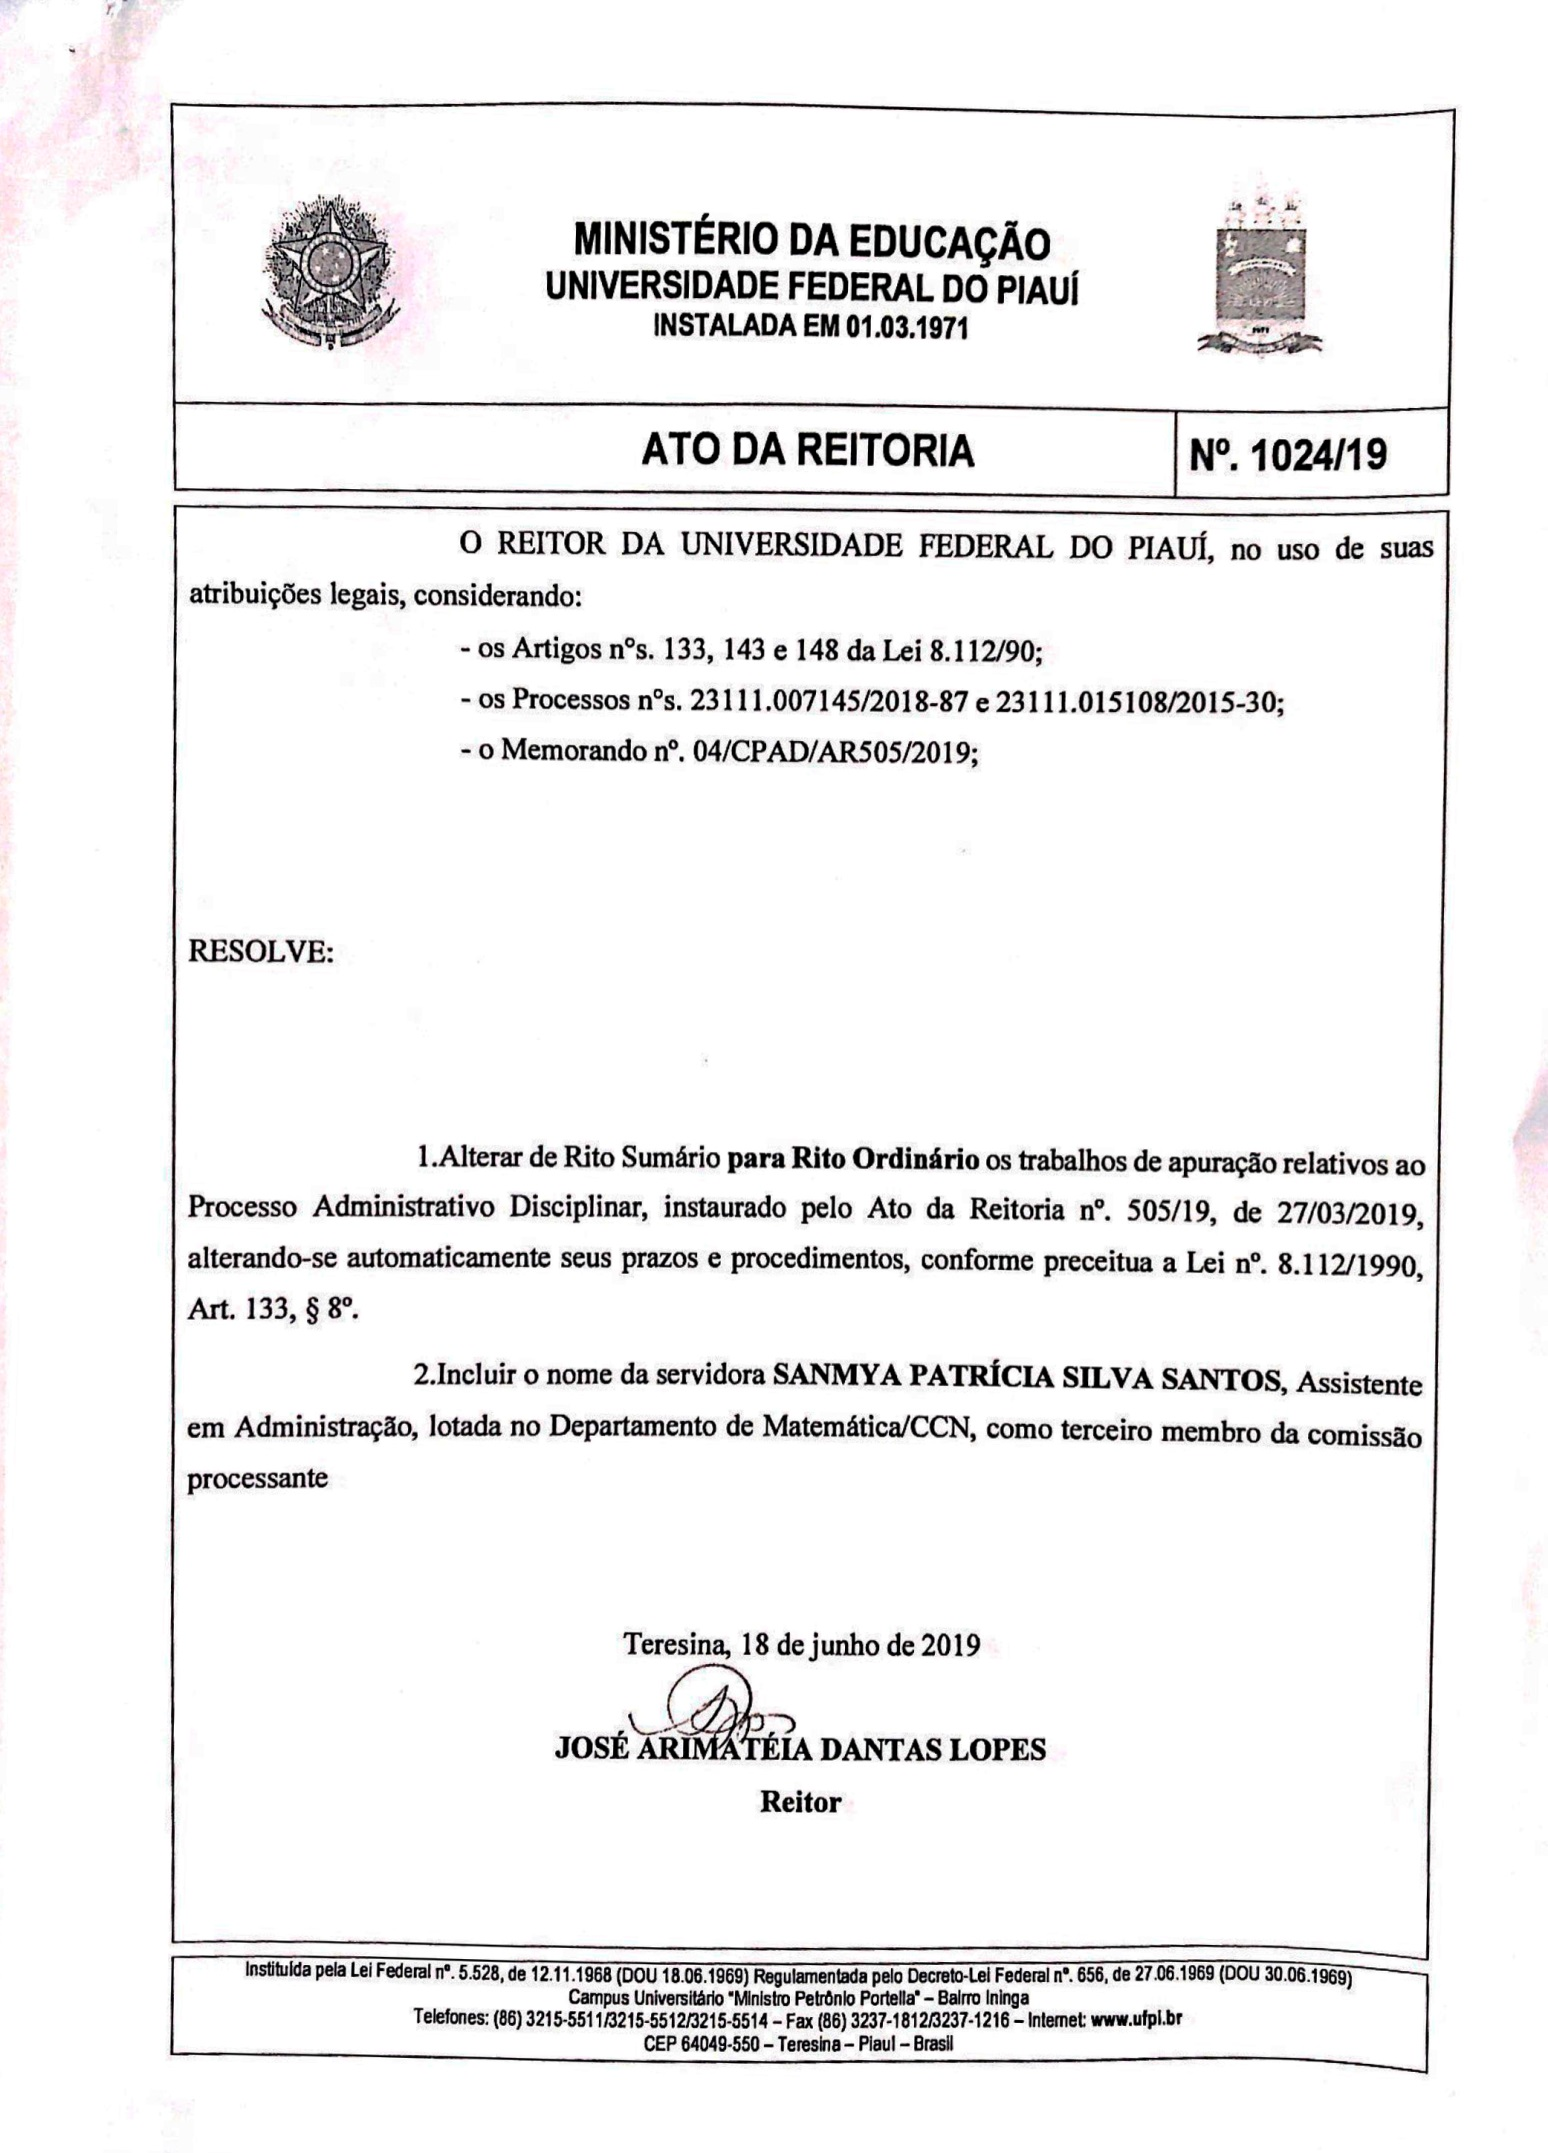 MINISTÉRIO DA EDUCAÇÃO
UNIVERSIDADE FEDERAL DO PIAUÍ
INSTALADA EM 01.03.1971
ATO DA REITORIA
Nº. 1024/19
O REITOR DA UNIVERSIDADE FEDERAL DO PIAUÍ, no uso de suas
atribuições legais, considerando:
- os Artigos nºs. 133, 143 e 148 da Lei 8.112/90;
- os Processos nºs. 23111.007145/2018-87 e 23111.015108/2015-30;
- o Memorando nº. 04/CPAD/AR505/2019;
RESOLVE:
1.Alterar de Rito Sumário para Rito Ordinário os trabalhos de apuração relativos ao
Processo Administrativo Disciplinar, instaurado pelo Ato da Reitoria nº. 505/19, de 27/03/2019,
alterando-se automaticamente seus prazos e procedimentos, conforme preceitua a Lei nº. 8.112/1990,
Art. 133, § 8º.
2.Incluir o nome da servidora SANMYA PATRÍCIA SILVA SANTOS, Assistente
em Administração, lotada no Departamento de Matemática/CCN, como terceiro membro da comissão
processante
Teresina, 18 de junho de 2019
JOSÉ ARIMATÉIA DANTAS LOPES
Reitor
Instituída pela Lei Federal nº. 5.528, de 12.11.1968 (DOU 18.06.1969) Regulamentada pelo Decreto-Lei Federal nº. 656, de 27.06.1969 (DOU 30.06.1969)
Campus Universitário "Ministro Petrônio Portella" – Bairro Ininga
Telefones: (86) 3215-5511/3215-5512/3215-5514 – Fax (86) 3237-1812/3237-1216 – Internet: www.ufpi.br
CEP 64049-550 – Teresina – Piauí – Brasil